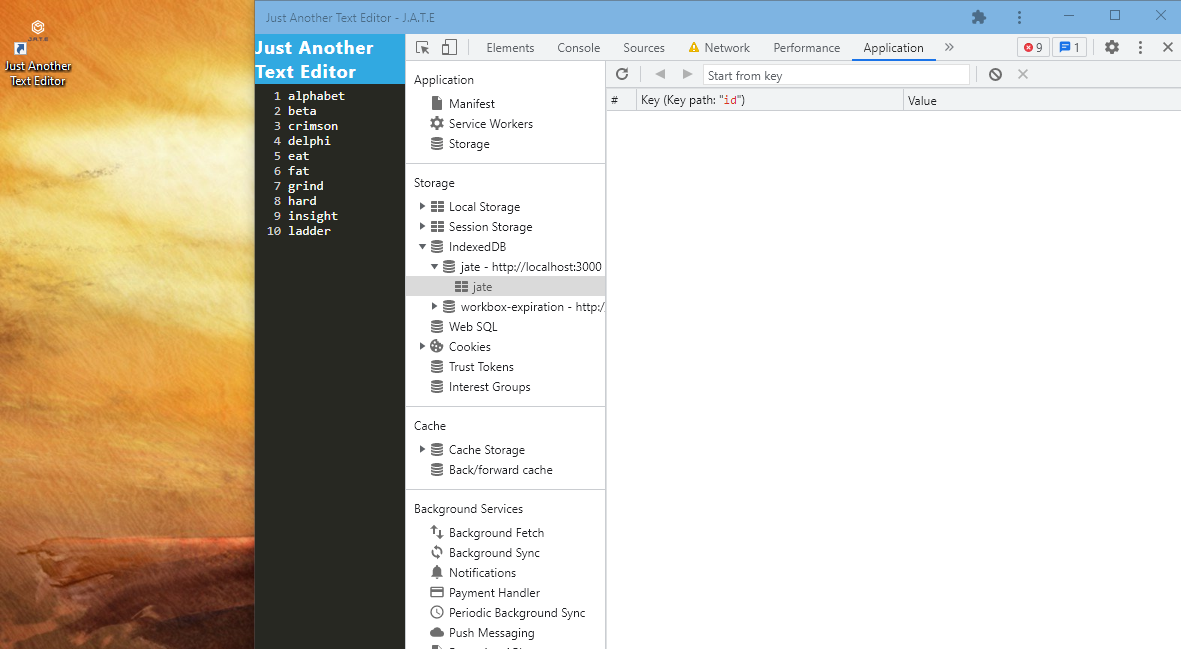 J.A.T.E
Just Another
Text Editor
Just Another Text Editor - J.A.T.E
Just Another
Text Editor
1 alphabet
2 beta
3 crimson
4 delphi
5 eat
6 fat
7 grind
8 hard
9 insight
10 ladder
Elements Console Sources Network Performance Application » 9 1
Application
Manifest
Service Workers
Storage
Storage
Local Storage
Session Storage
IndexedDB
jate - http://localhost:3000
jate
workbox-expiration - http:/
Web SQL
Cookies
Trust Tokens
Interest Groups
Cache
Cache Storage
Back/forward cache
Background Services
Background Fetch
Background Sync
Notifications
Payment Handler
Periodic Background Sync
Push Messaging
Start from key
# Key (Key path: "id") Value